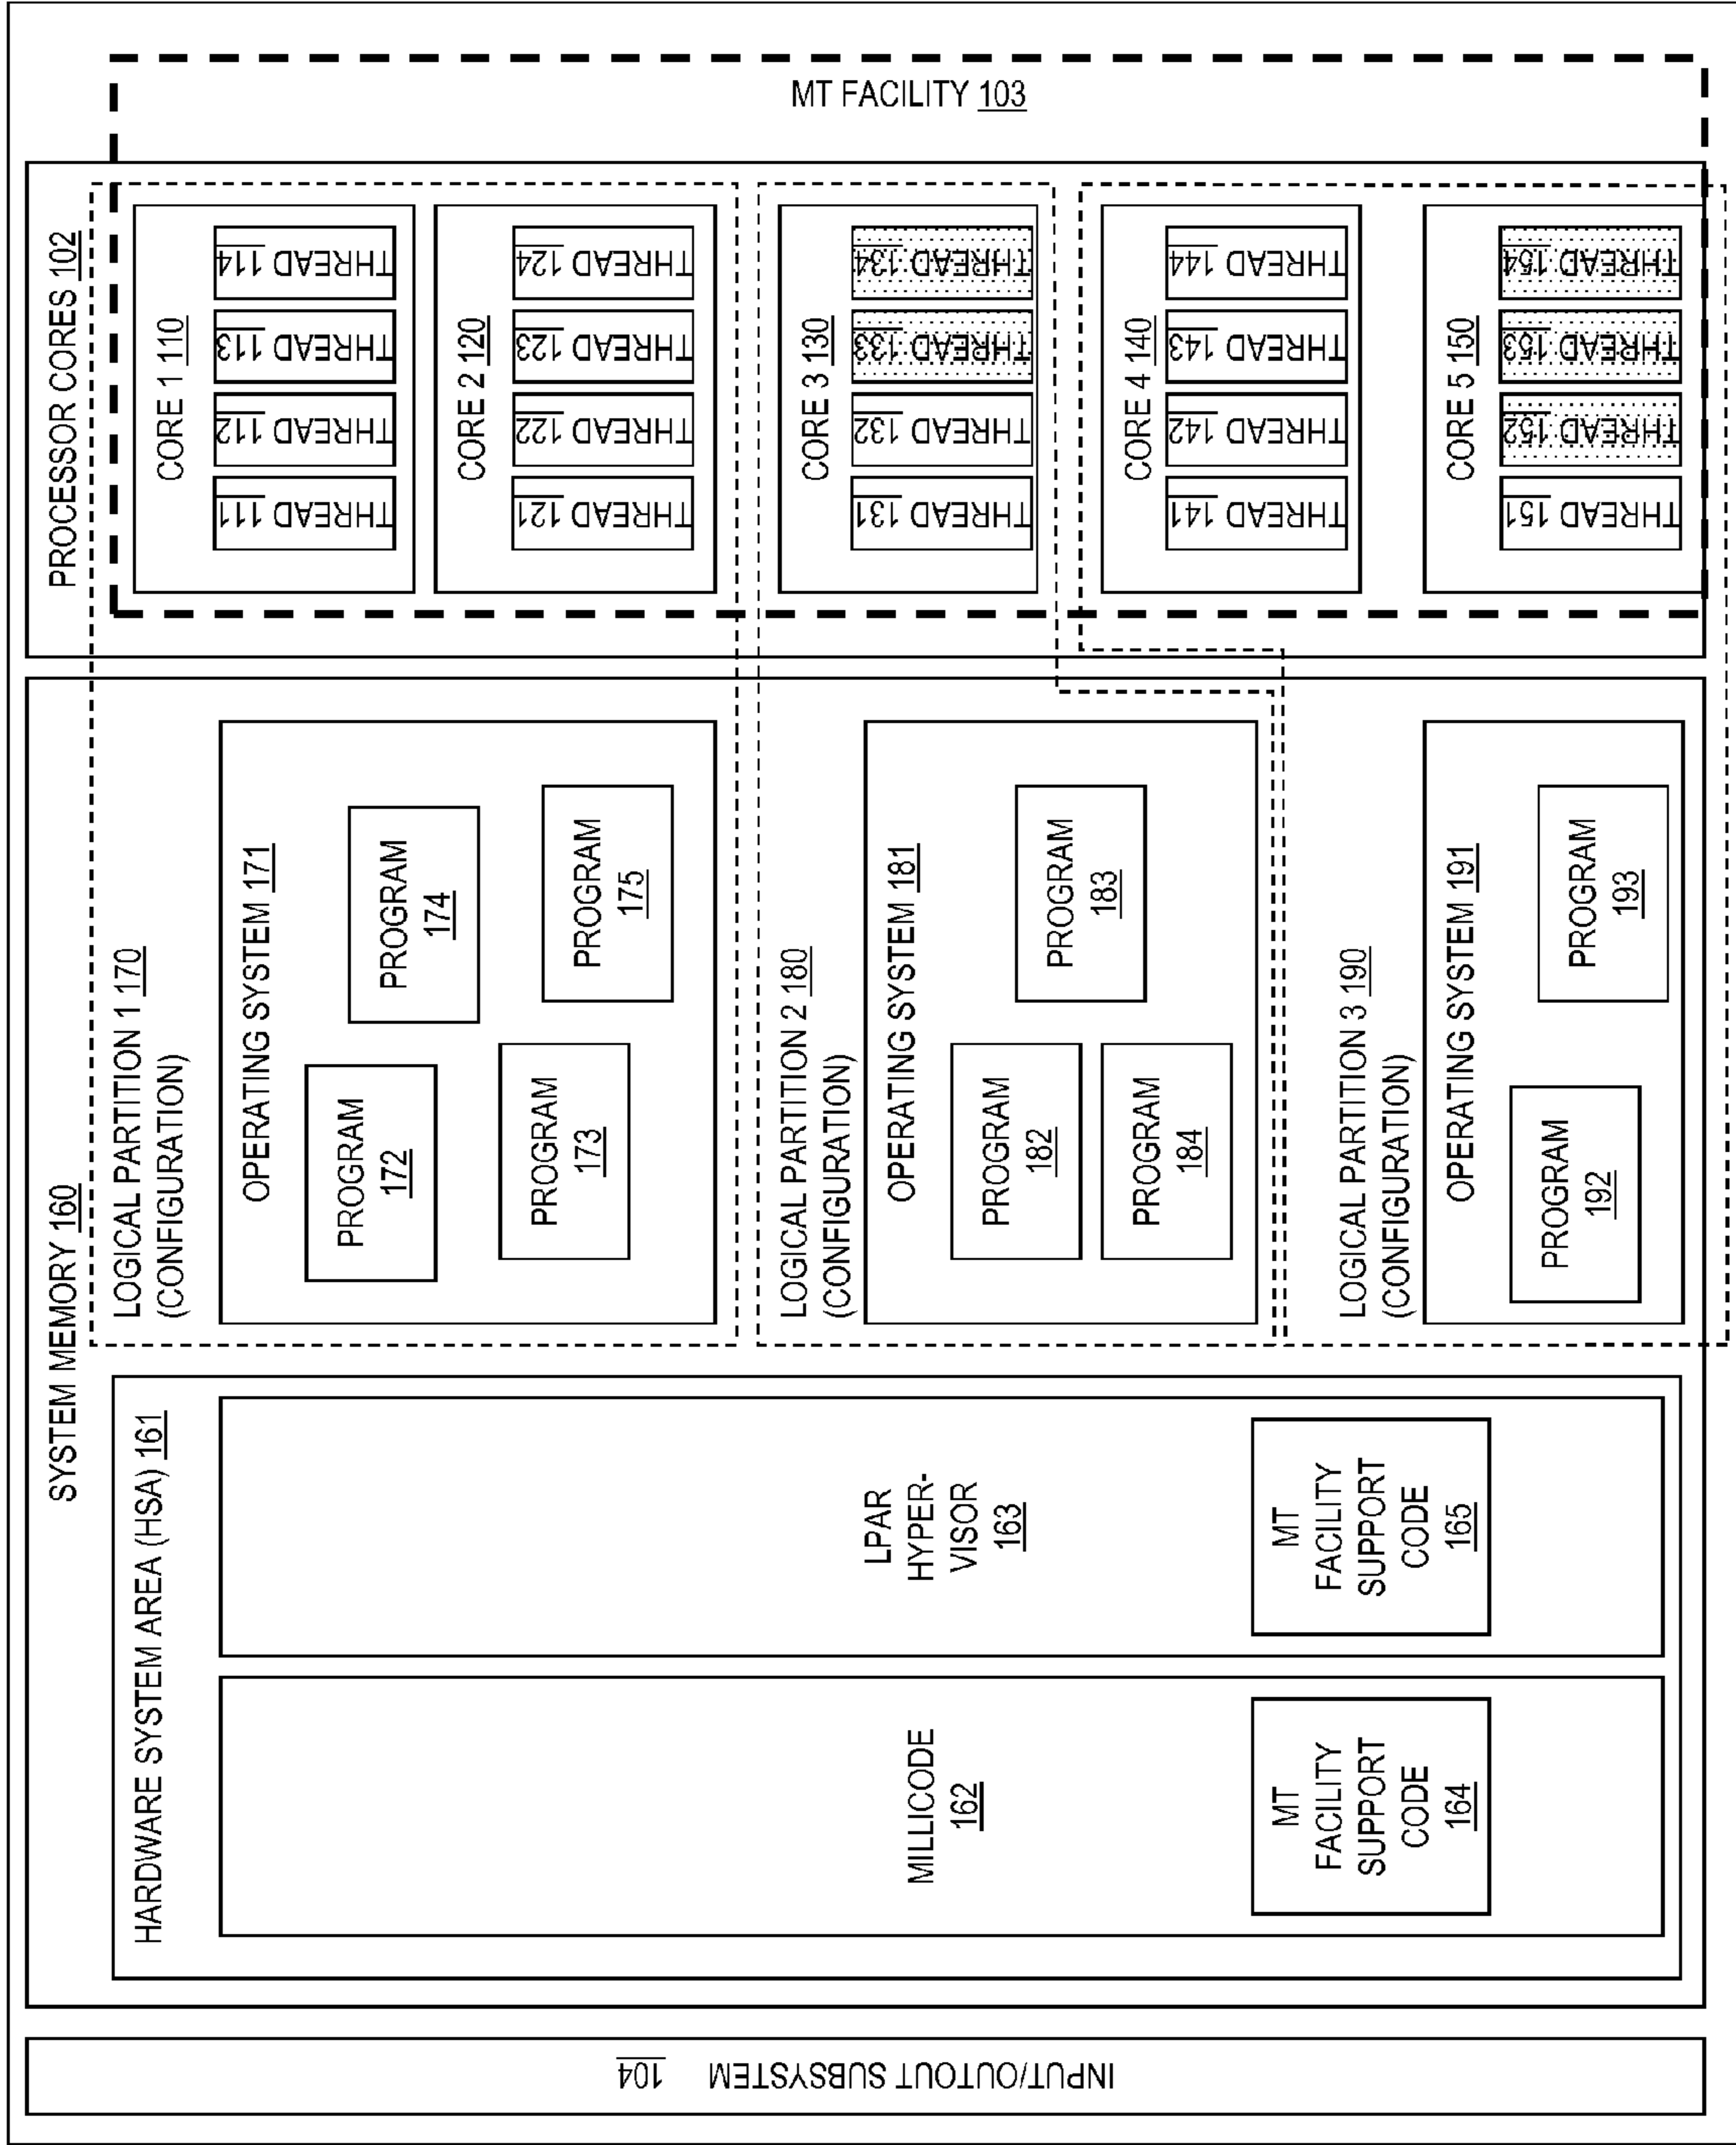 PROCESSOR CORES 102
MT FACILITY 103
CORE 1 110
THREAD 111
THREAD 112
THREAD 113
THREAD 114
CORE 2 120
THREAD 121
THREAD 122
THREAD 123
THREAD 124
CORE 3 130
THREAD 131
THREAD 132
THREAD 133
THREAD 134
CORE 4 140
THREAD 141
THREAD 142
THREAD 143
THREAD 144
CORE 5 150
THREAD 151
THREAD 152
THREAD 153
THREAD 154
SYSTEM MEMORY 160
LOGICAL PARTITION 1 170
(CONFIGURATION)
OPERATING SYSTEM 171
PROGRAM
172
PROGRAM
173
PROGRAM
174
PROGRAM
175
LOGICAL PARTITION 2 180
(CONFIGURATION)
OPERATING SYSTEM 181
PROGRAM
182
PROGRAM
184
PROGRAM
183
LOGICAL PARTITION 3 190
(CONFIGURATION)
OPERATING SYSTEM 191
PROGRAM
192
PROGRAM
193
HARDWARE SYSTEM AREA (HSA) 161
MILLICODE
162
MT
FACILITY
SUPPORT
CODE
164
LPAR
HYPER-
VISOR
163
MT
FACILITY
SUPPORT
CODE
165
INPUT/OUTOUT SUBSYSTEM 104